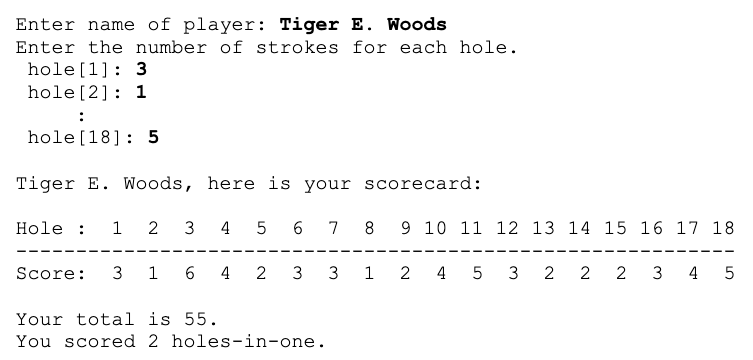 Enter name of player: Tiger E. Woods
Enter the number of strokes for each hole.
hole[1]: 3
hole[2]: 1
:
hole[18]: 5
Tiger E. Woods, here is your scorecard:
Hole : 1 2 3 4 5 6 7 8 9 10 11 12 13 14 15 16 17 18
------------------------------------------------------------
Score: 3 1 6 4 2 3 3 1 2 4 5 3 2 2 2 3 4 5
Your total is 55.
You scored 2 holes-in-one.